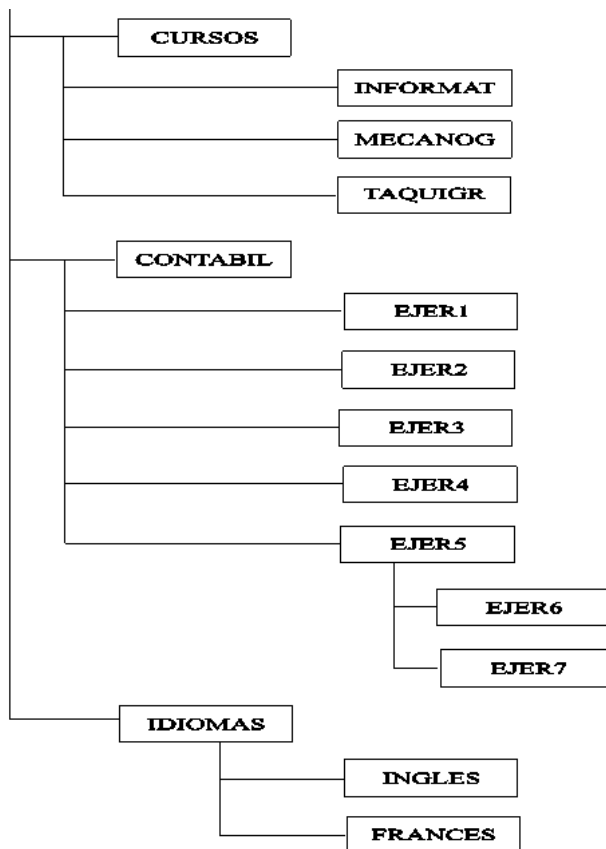 CURSOS
INFORMAT
MECANOG
TAQUIGR
CONTABIL
EJER1
EJER2
EJER3
EJER4
EJER5
EJER6
EJER7
IDIOMAS
INGLES
FRANCES